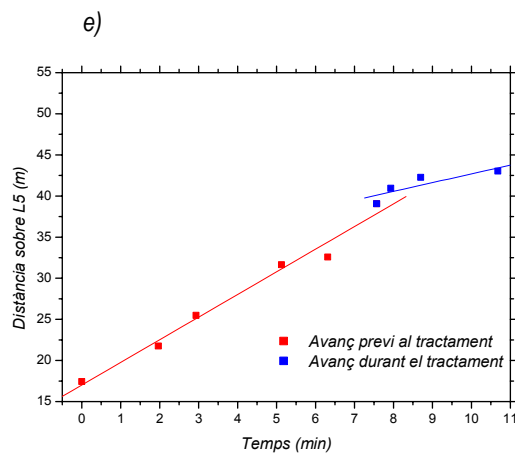 e)
55
50
45
40
35
30
25
20
15
Distància sobre L5 (m)
Avanç previ al tractament
Avanç durant el tractament
0 1 2 3 4 5 6 7 8 9 10 11
Temps (min)